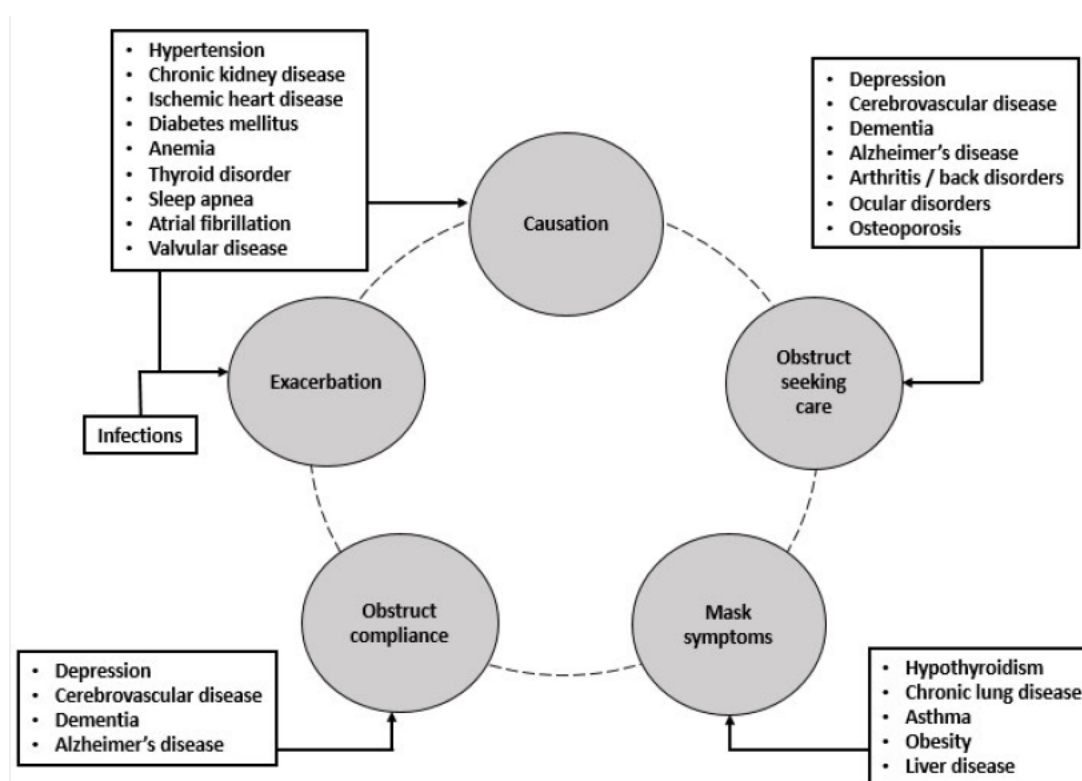 • Hypertension
• Chronic kidney disease
• Ischemic heart disease
• Diabetes mellitus
• Anemia
• Thyroid disorder
• Sleep apnea
• Atrial fibrillation
• Valvular disease
• Depression
• Cerebrovascular disease
• Dementia
• Alzheimer’s disease
• Arthritis / back disorders
• Ocular disorders
• Osteoporosis
Causation
Exacerbation
Obstruct
seeking
care
Infections
Obstruct
compliance
Mask
symptoms
• Depression
• Cerebrovascular disease
• Dementia
• Alzheimer’s disease
• Hypothyroidism
• Chronic lung disease
• Asthma
• Obesity
• Liver disease